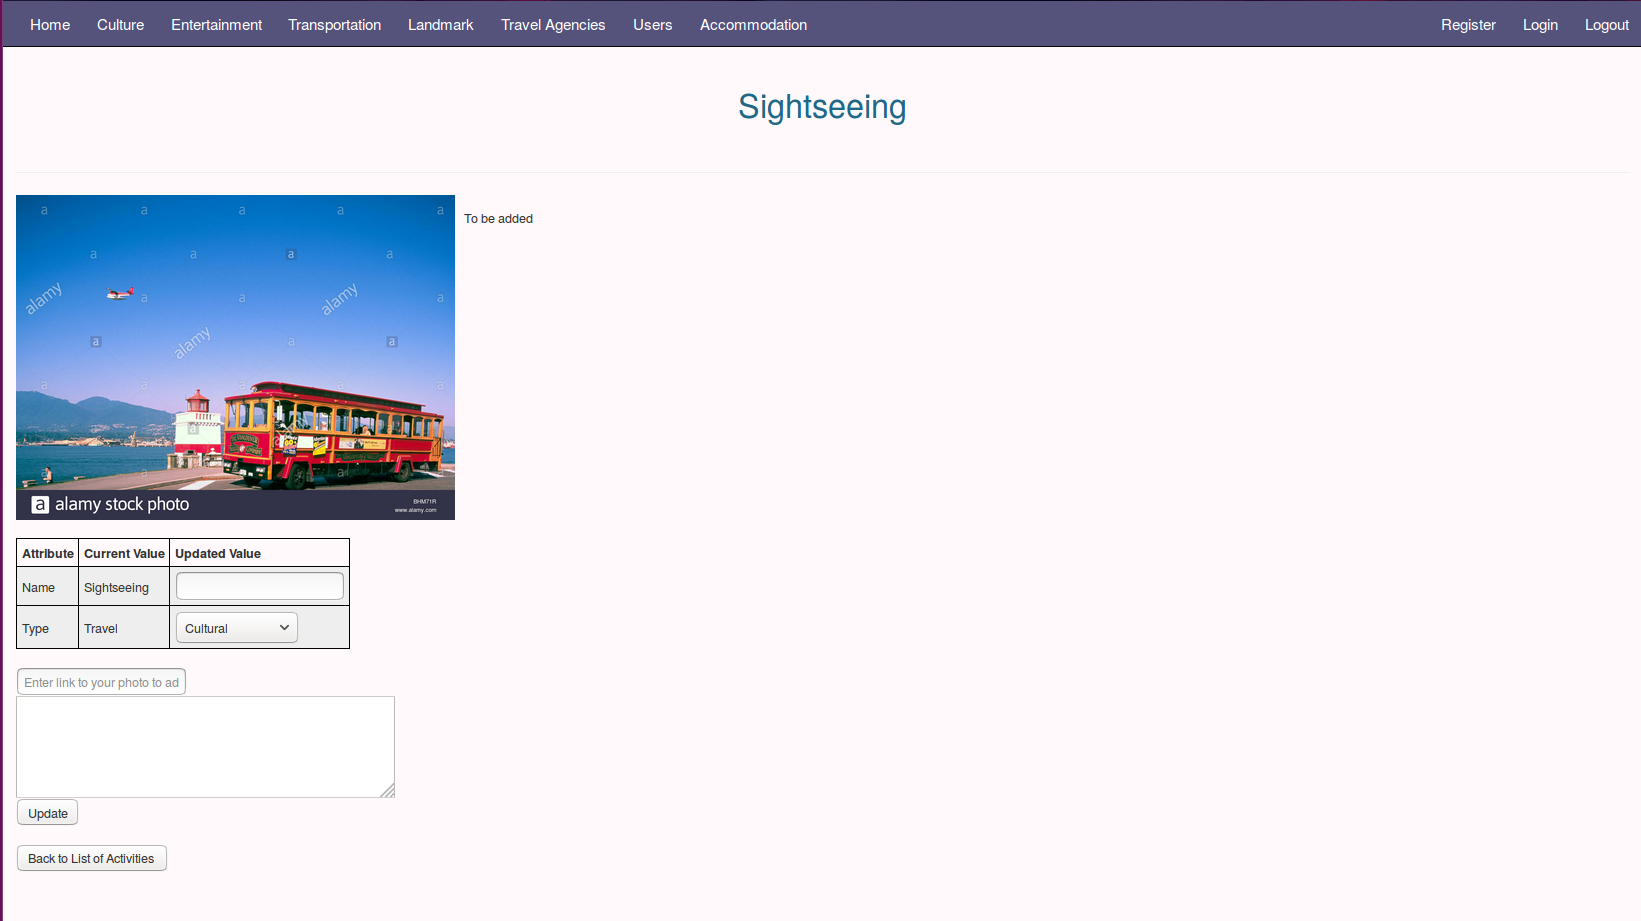 Home Culture Entertainment Transportation Landmark Travel Agencies Users Accommodation Register Login Logout
Sightseeing
To be added
a a a a a
a a a a
alamy a a alamy a
a alamy a a
a a a a a
a alamy stock photo
BHM71R
www.alamy.com
Attribute Current Value Updated Value
Name Sightseeing
Type Travel Cultural
Enter link to your photo to ad
Update
Back to List of Activities